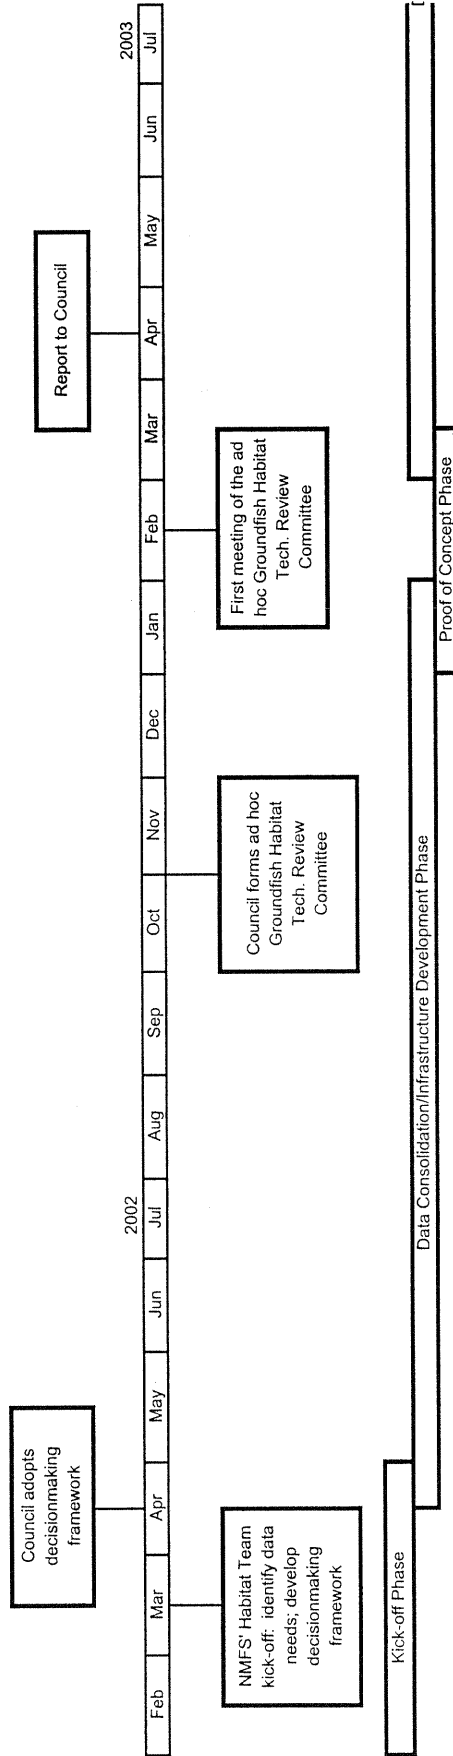 Council adopts
decisionmaking
framework
Report to Council
2002
2003
Feb
Mar
Apr
May
Jun
Jul
Aug
Sep
Oct
Nov
Dec
Jan
Feb
Mar
Apr
May
Jun
Jul
NMFS' Habitat Team
kick-off: identify data
needs; develop
decisionmaking
framework
Council forms ad hoc
Groundfish Habitat
Tech. Review
Committee
First meeting of the ad
hoc Groundfish Habitat
Tech. Review
Committee
Kick-off Phase
Data Consolidation/Infrastructure Development Phase
Proof of Concept Phase